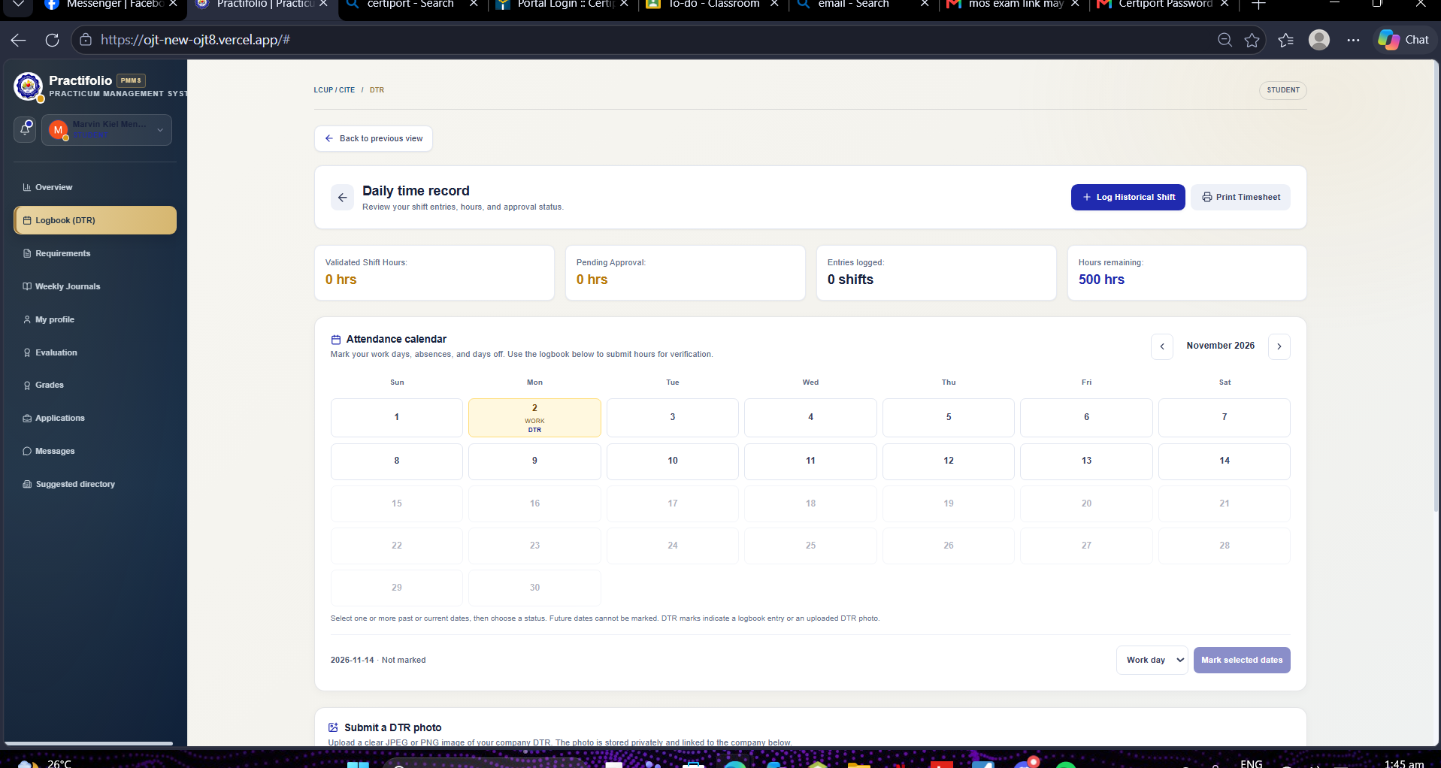 Messenger | Facebo
Practifolio | Practicu
certiport - Search
Portal Login :: Certip
To-do - Classroom
email - Search
mos exam link may
Certiport Password
https://ojt-new-ojt8.vercel.app/#
Chat
Practifolio PMMS
PRACTICUM MANAGEMENT SYST
M
Marvin Kiel Men...
STUDENT
Overview
Logbook (DTR)
Requirements
Weekly Journals
My profile
Evaluation
Grades
Applications
Messages
Suggested directory
LCUP / CITE / DTR
STUDENT
Back to previous view
Daily time record
Review your shift entries, hours, and approval status.
+ Log Historical Shift
Print Timesheet
Validated Shift Hours:
0 hrs
Pending Approval:
0 hrs
Entries logged:
0 shifts
Hours remaining:
500 hrs
Attendance calendar
Mark your work days, absences, and days off. Use the logbook below to submit hours for verification.
November 2026
Sun Mon Tue Wed Thu Fri Sat
1 2 3 4 5 6 7
WORK
DTR
8 9 10 11 12 13 14
15 16 17 18 19 20 21
22 23 24 25 26 27 28
29 30
Select one or more past or current dates, then choose a status. Future dates cannot be marked. DTR marks indicate a logbook entry or an uploaded DTR photo.
2026-11-14 · Not marked
Work day
Mark selected dates
Submit a DTR photo
Upload a clear JPEG or PNG image of your company DTR. The photo is stored privately and linked to the company below.
26°C
ENG
1:45 am